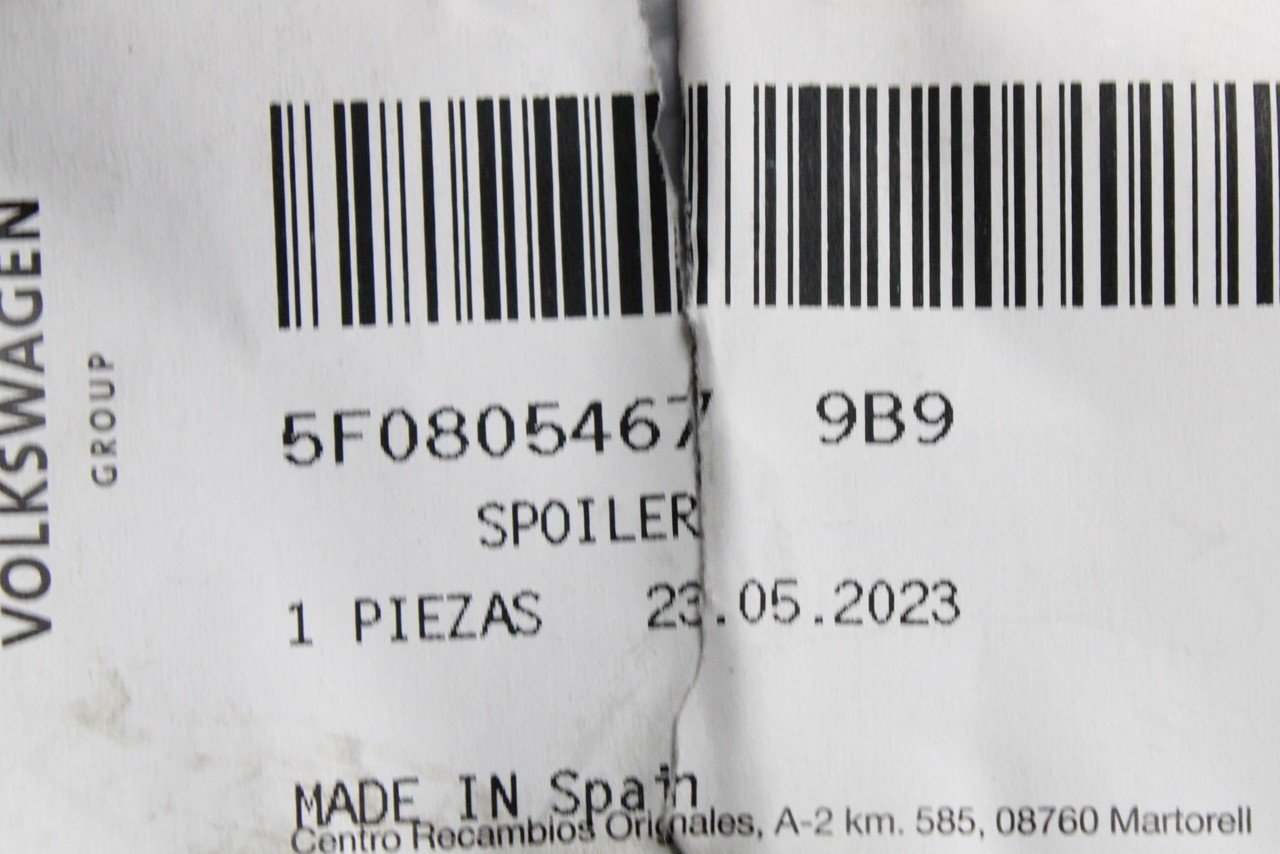 VOLKSWAGEN
GROUP
5F0805467 9B9
SPOILER
1 PIEZAS 23.05.2023
MADE IN Spain
Centro Recambios Originales, A-2 km. 585, 08760 Martorell